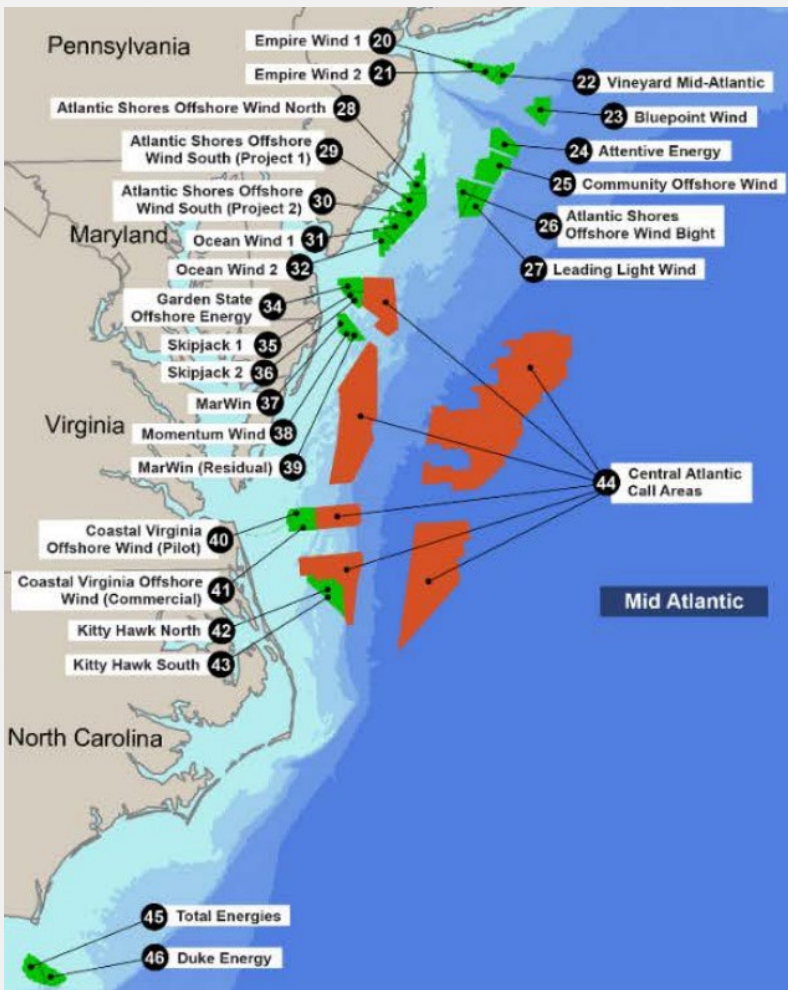 Pennsylvania
Empire Wind 1 20
Empire Wind 2 21
22 Vineyard Mid-Atlantic
Atlantic Shores Offshore Wind North 28
23 Bluepoint Wind
Atlantic Shores Offshore
Wind South (Project 1) 29
24 Attentive Energy
25 Community Offshore Wind
Atlantic Shores Offshore
Wind South (Project 2) 30
26 Atlantic Shores
Offshore Wind Bight
Maryland
Ocean Wind 1 31
Ocean Wind 2 32
27 Leading Light Wind
Garden State
Offshore Energy 34
Skipjack 1 35
Skipjack 2 36
MarWin 37
Virginia
Momentum Wind 38
MarWin (Residual) 39
44 Central Atlantic
Call Areas
Coastal Virginia
Offshore Wind (Pilot) 40
Coastal Virginia Offshore
Wind (Commercial) 41
Mid Atlantic
Kitty Hawk North 42
Kitty Hawk South 43
North Carolina
45 Total Energies
46 Duke Energy